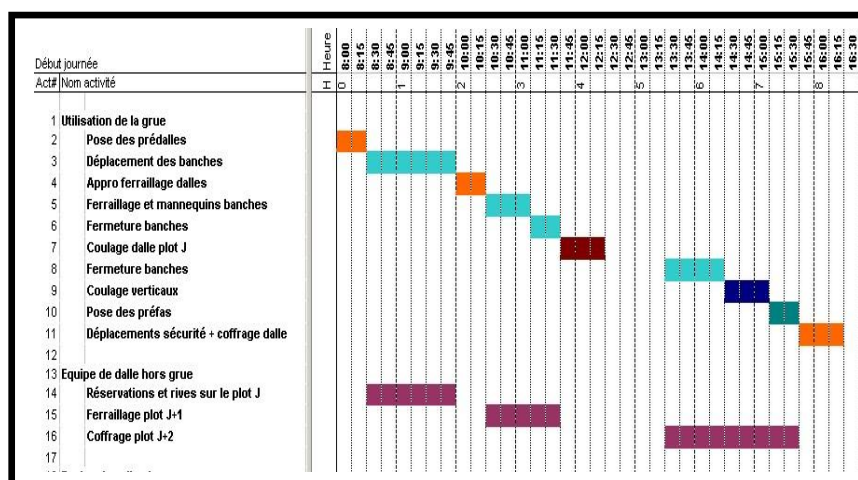 Heure 8:00 8:15 8:30 8:45 9:00 9:15 9:30 9:45 10:00 10:15 10:30 10:45 11:00 11:15 11:30 11:45 12:00 12:15 12:30 12:45 13:00 13:15 13:30 13:45 14:00 14:15 14:30 14:45 15:00 15:15 15:30 15:45 16:00 16:15 16:30
Début journée
Act# Nom activité H 0 1 2 3 4 5 6 7 8
1 Utilisation de la grue
2 Pose des prédalles
3 Déplacement des banches
4 Appro ferraillage dalles
5 Ferraillage et mannequins banches
6 Fermeture banches
7 Coulage dalle plot J
8 Fermeture banches
9 Coulage verticaux
10 Pose des préfas
11 Déplacements sécurité + coffrage dalle
12
13 Equipe de dalle hors grue
14 Réservations et rives sur le plot J
15 Ferraillage plot J+1
16 Coffrage plot J+2
17